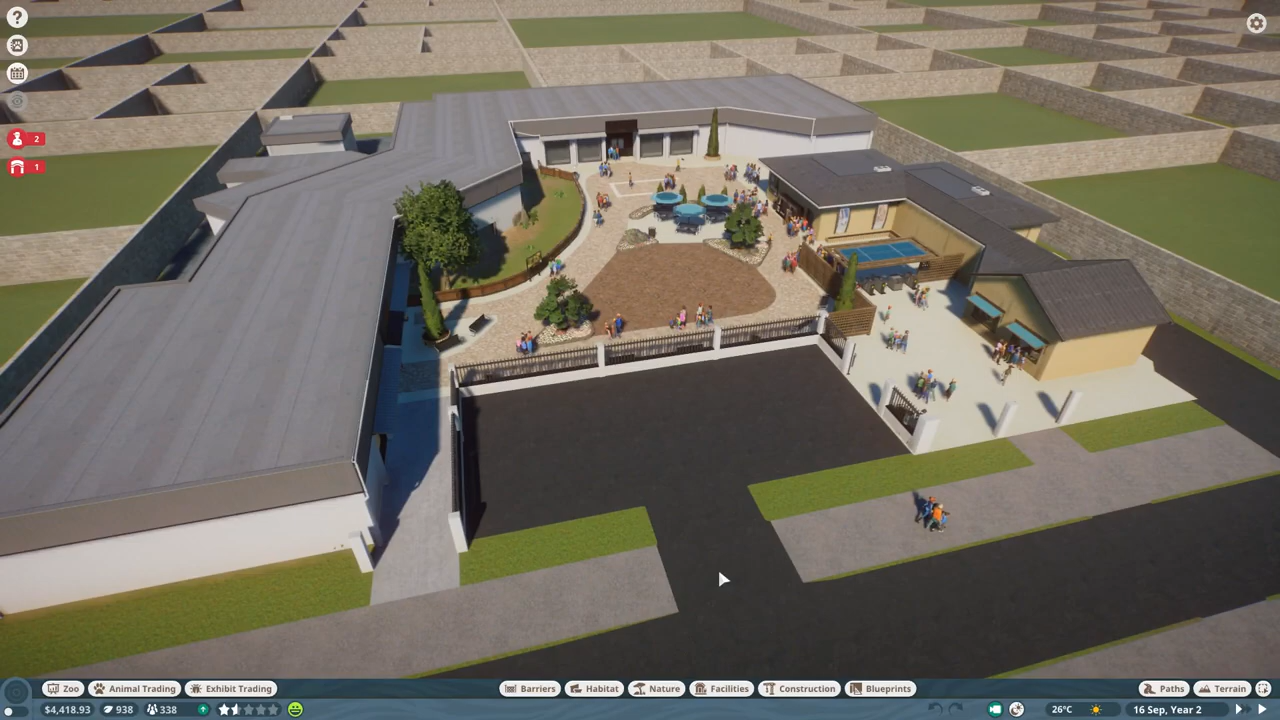 ?
2
1
Zoo
Animal Trading
Exhibit Trading
Barriers
Habitat
Nature
Facilities
Construction
Blueprints
Paths
Terrain
$4,418.93
938
338
26°C
16 Sep, Year 2